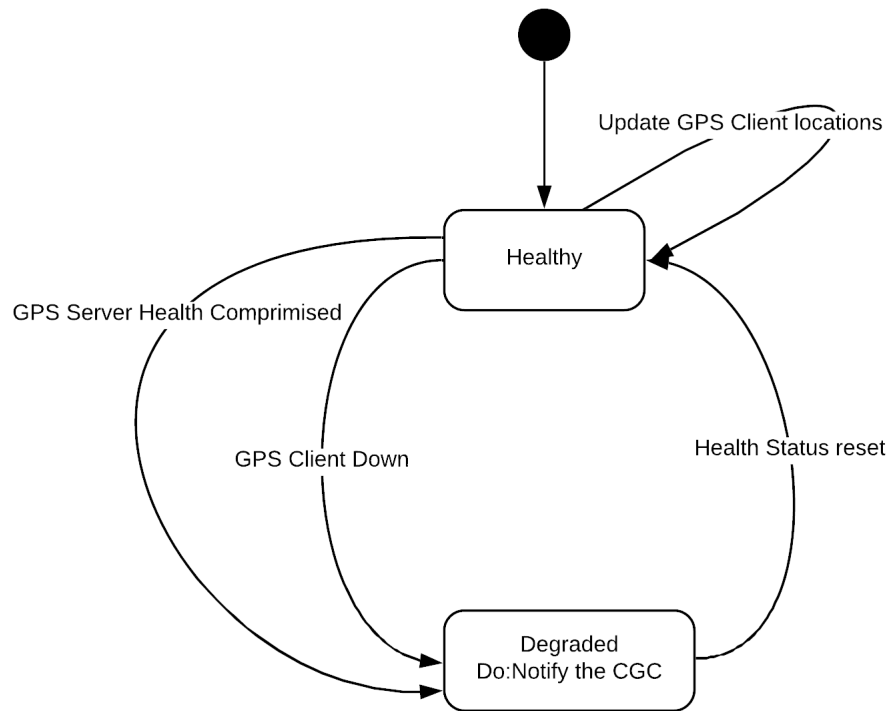 Update GPS Client locations
Healthy
GPS Server Health Comprimised
GPS Client Down
Health Status reset
Degraded
Do:Notify the CGC